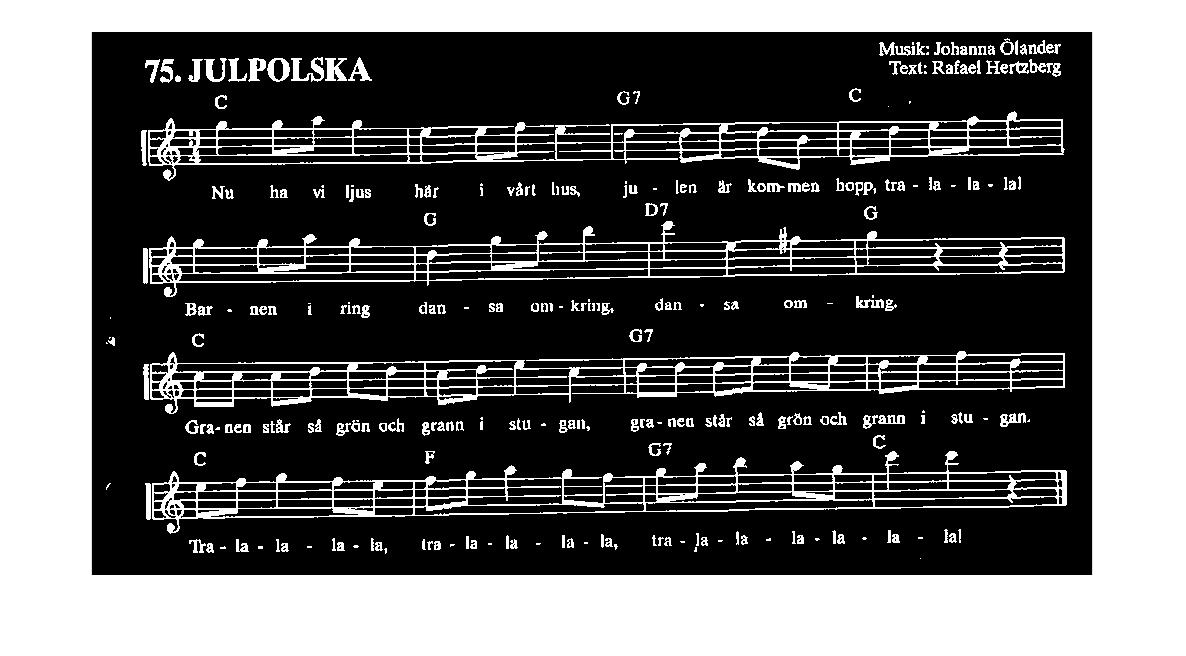 75. JULPOLSKA
Musik: Johanna Ölander
Text: Rafael Hertzberg
C G7 C
3/4
Nu ha vi ljus här i vårt hus, ju - len är kom-men hopp, tra - la - la - la!
G D7 G
Bar - nen i ring dan - sa om - kring, dan - sa om - kring.
C G7
Gra-nen står så grön och grann i stu - gan, gra-nen står så grön och grann i stu - gan.
C F G7 C
Tra - la - la - la - la, tra - la - la - la - la, tra - la - la - la - la - la - la!